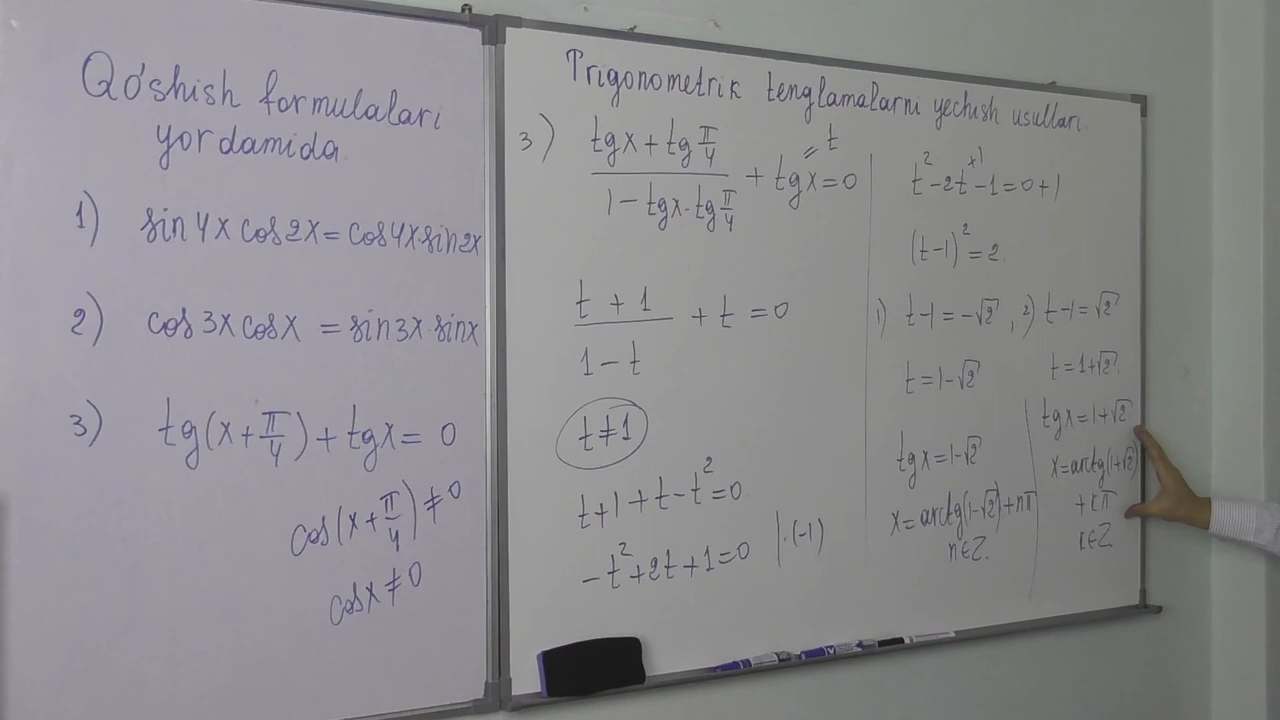 Qo'shish formulalari
yordamida
1) sin4x cos2x=cos4x·sin2x
2) cos3x cosx = sin3x·sinx
3) tg(x+π/4)+tgx=0
cos(x+π/4)≠0
cosx≠0
Trigonometrik tenglamalarni yechish usullari.
3) (tgx+tg π/4)/(1-tgx·tg π/4) + tgx=0
= t
(t+1)/(1-t) + t = 0
t≠1
t+1+t-t²=0
-t²+2t+1=0 |·(-1)
t²-2t-1=0+1
+1
(t-1)²=2
1) t-1=-√2, 2) t-1=√2
t=1-√2
t=1+√2.
tgx=1-√2
tgx=1+√2
x=arctg(1-√2)+nπ
n∈Z.
x=arctg(1+√2)
+kπ
k∈Z